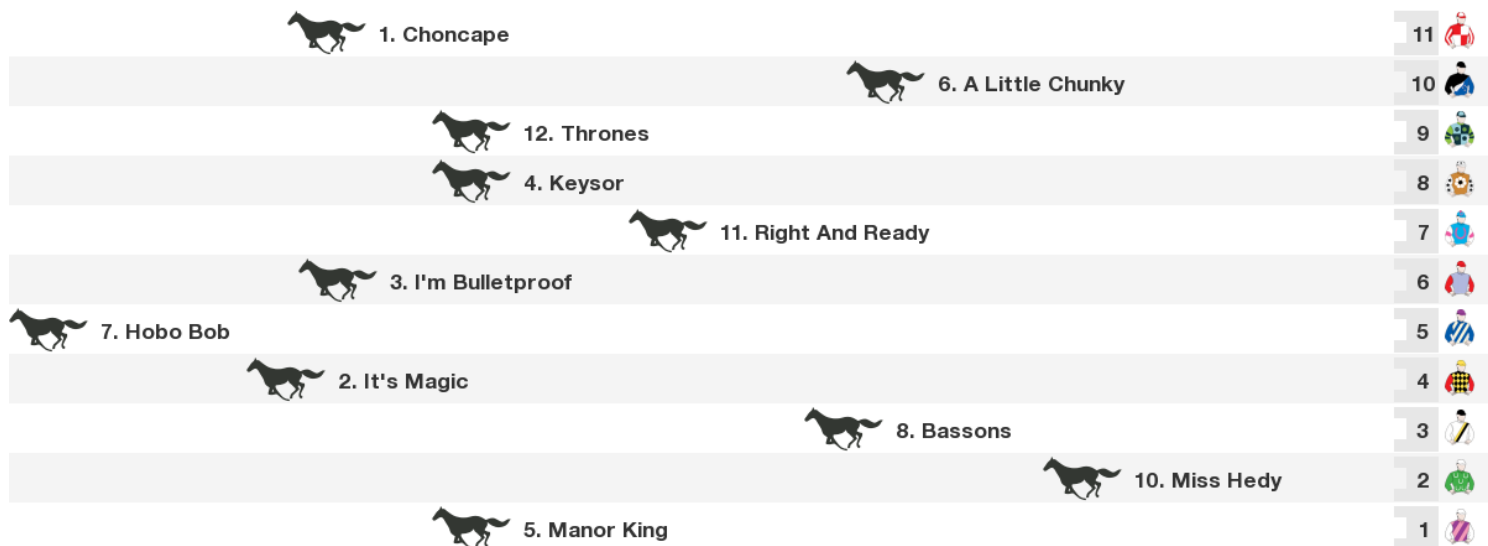 1. Choncape 11
6. A Little Chunky 10
12. Thrones 9
4. Keysor 8
11. Right And Ready 7
3. I'm Bulletproof 6
7. Hobo Bob 5
2. It's Magic 4
8. Bassons 3
10. Miss Hedy 2
5. Manor King 1